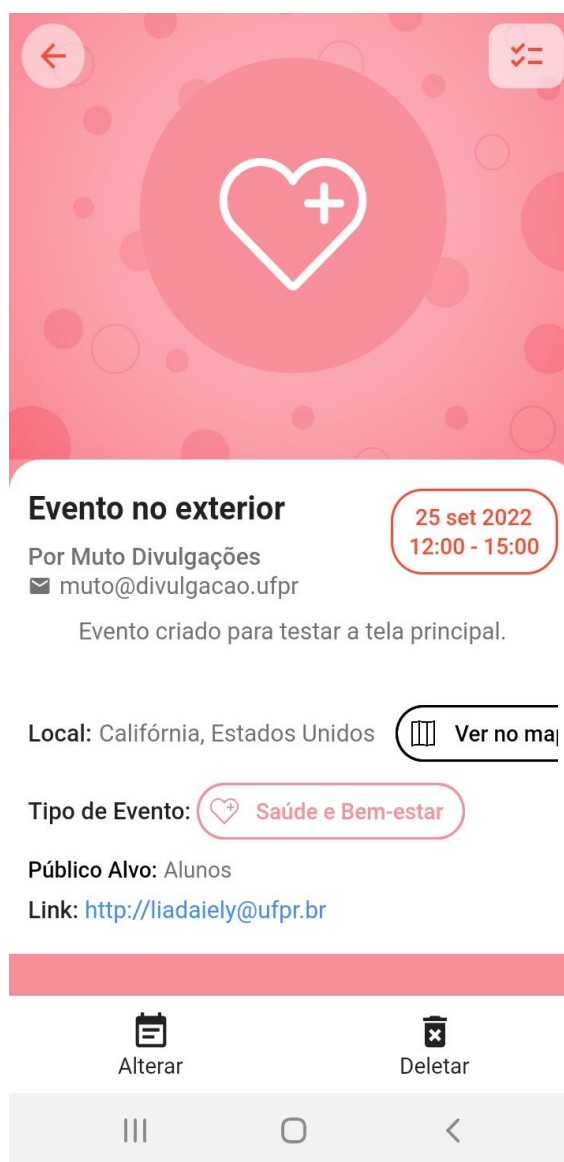 Evento no exterior
25 set 2022
12:00 - 15:00
Por Muto Divulgações
muto@divulgacao.ufpr
Evento criado para testar a tela principal.
Local: Califórnia, Estados Unidos Ver no map
Tipo de Evento: Saúde e Bem-estar
Público Alvo: Alunos
Link: http://liadaiely@ufpr.br
Alterar Deletar